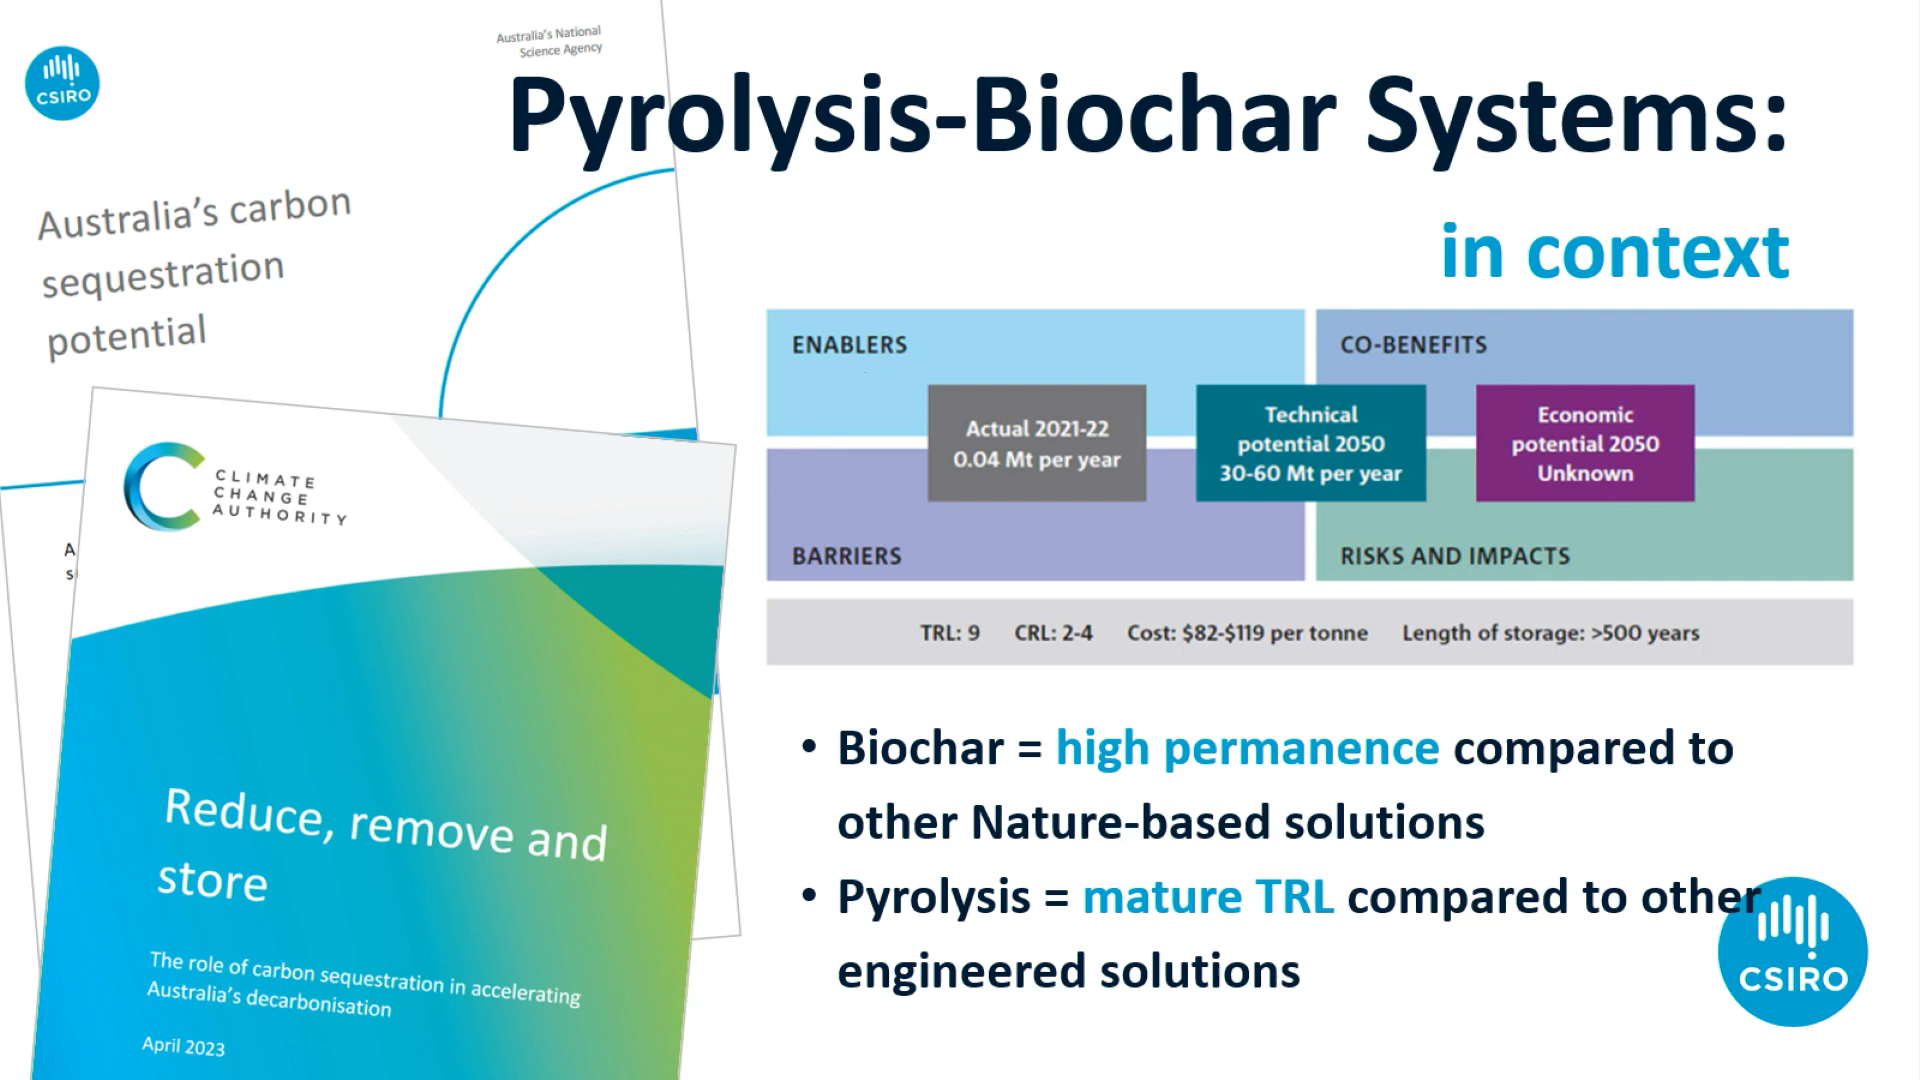 Australia's National
Science Agency
CSIRO
Pyrolysis-Biochar Systems:
in context
Australia's carbon
sequestration
potential
CLIMATE
CHANGE
AUTHORITY
Reduce, remove and
store
The role of carbon sequestration in accelerating
Australia's decarbonisation
April 2023
ENABLERS
CO-BENEFITS
Actual 2021-22
0.04 Mt per year
Technical
potential 2050
30-60 Mt per year
Economic
potential 2050
Unknown
BARRIERS
RISKS AND IMPACTS
TRL: 9 CRL: 2-4 Cost: $82-$119 per tonne Length of storage: >500 years
• Biochar = high permanence compared to
other Nature-based solutions
• Pyrolysis = mature TRL compared to other
engineered solutions
CSIRO